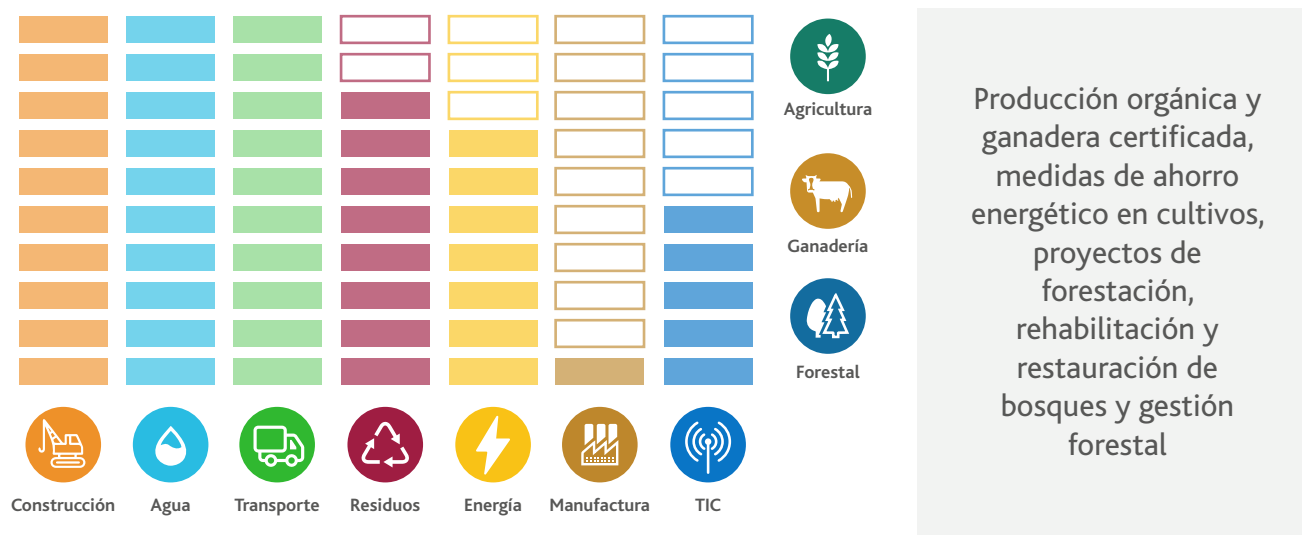 Agricultura
Ganadería
Forestal
Construcción
Agua
Transporte
Residuos
Energía
Manufactura
TIC
Producción orgánica y
ganadera certificada,
medidas de ahorro
energético en cultivos,
proyectos de
forestación,
rehabilitación y
restauración de
bosques y gestión
forestal